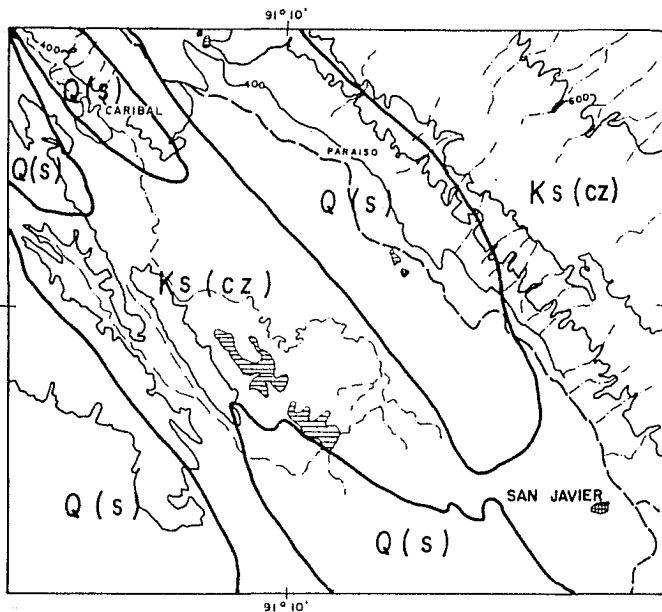 91° 10'
400
Q(s)
CARIBAL
400
600
PARAISO
Q(s)
Q(s)
Ks(cz)
Ks(cz)
SAN JAVIER
Q(s)
Q(s)
91° 10'